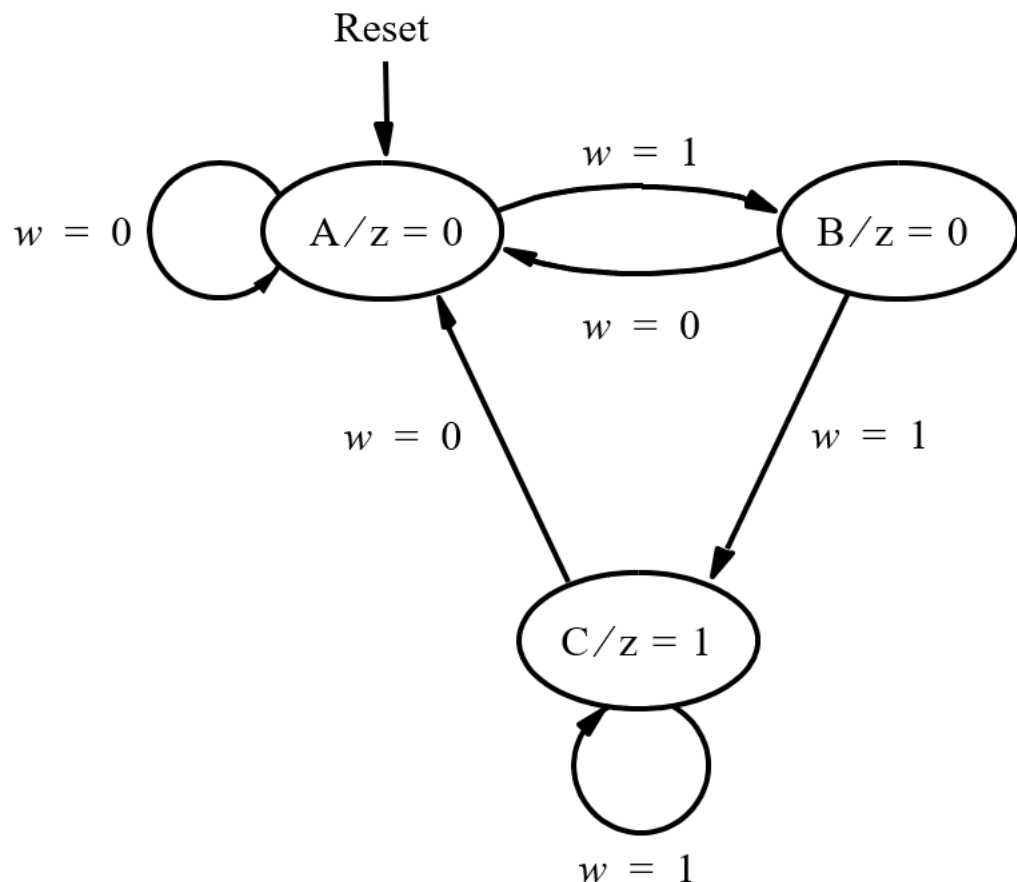 Reset
w = 1
w = 0
A/z = 0
B/z = 0
w = 0
w = 0
w = 1
C/z = 1
w = 1